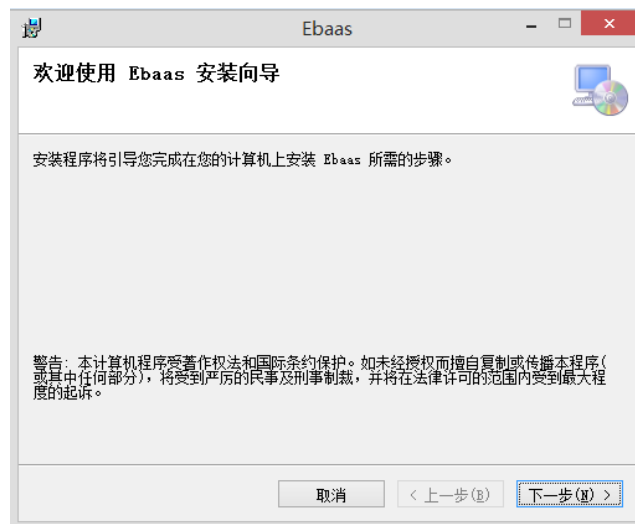 Ebaas
欢迎使用 Ebaas 安装向导
安装程序将引导您完成在您的计算机上安装 Ebaas 所需的步骤。
警告: 本计算机程序受著作权法和国际条约保护。如未经授权而擅自复制或传播本程序(
或其中任何部分)，将受到严厉的民事及刑事制裁，并将在法律许可的范围内受到最大程
度的起诉。
取消 < 上一步(B) 下一步(N) >